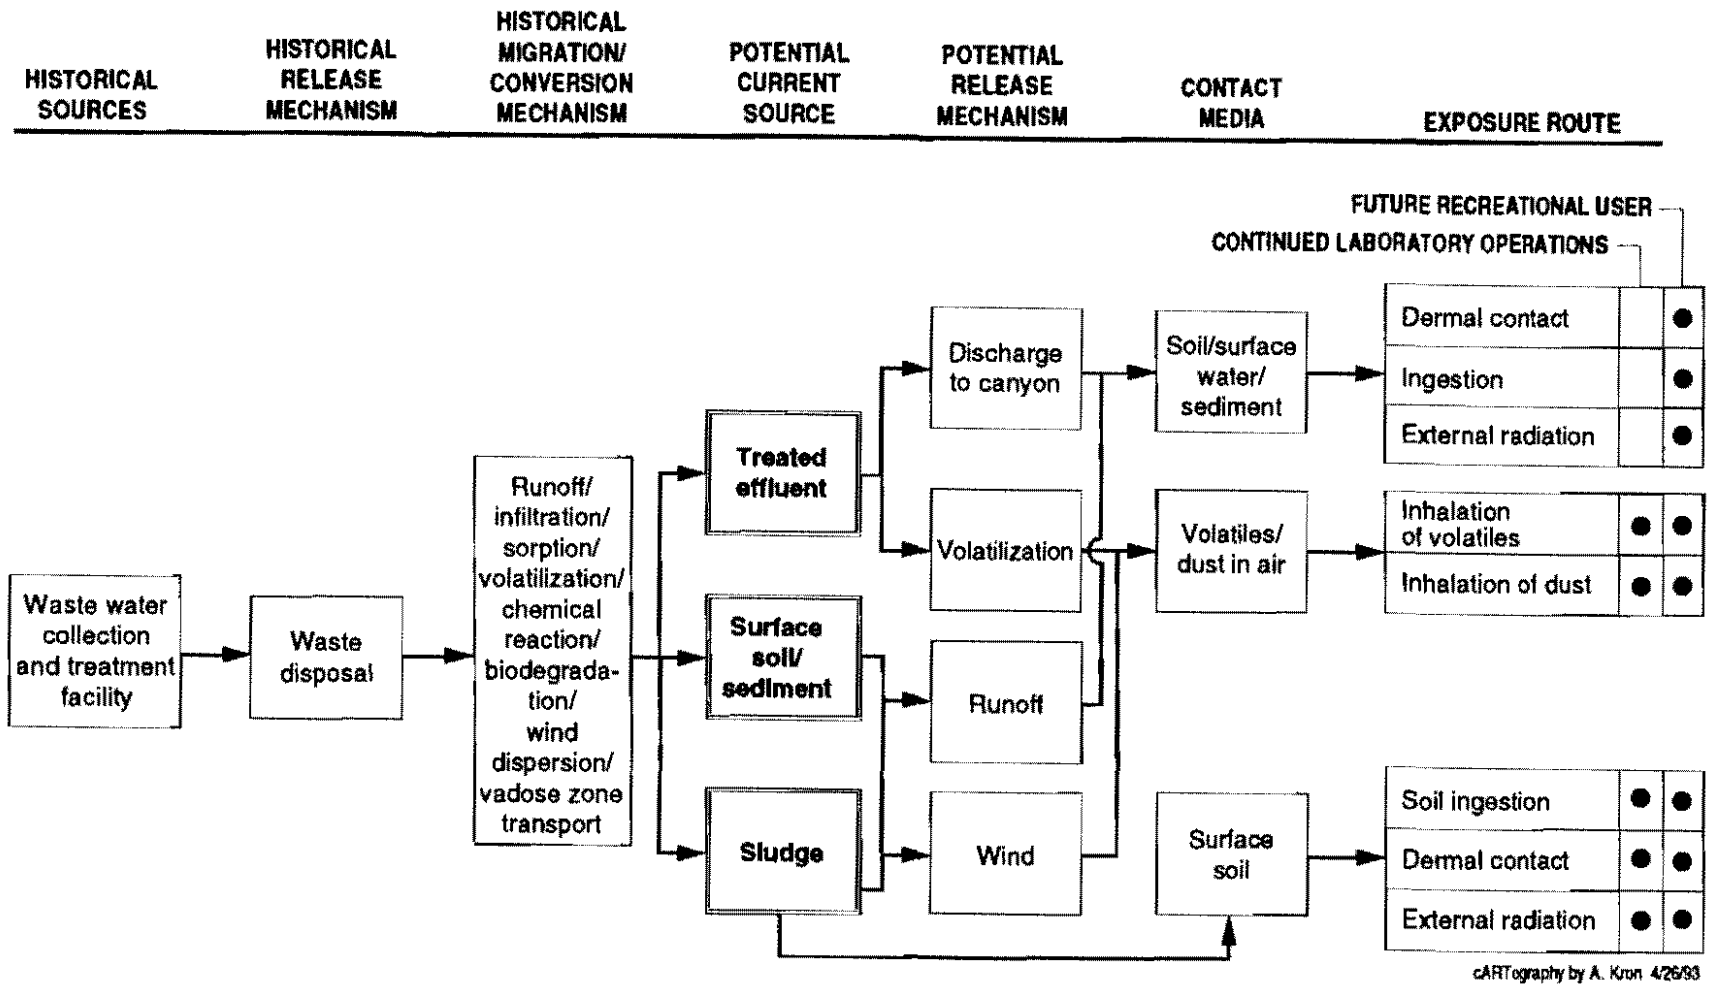 HISTORICAL
SOURCES
HISTORICAL
RELEASE
MECHANISM
HISTORICAL
MIGRATION/
CONVERSION
MECHANISM
POTENTIAL
CURRENT
SOURCE
POTENTIAL
RELEASE
MECHANISM
CONTACT
MEDIA
EXPOSURE ROUTE
FUTURE RECREATIONAL USER
CONTINUED LABORATORY OPERATIONS
Waste water
collection
and treatment
facility
Waste
disposal
Runoff/
infiltration/
sorption/
volatilization/
chemical
reaction/
biodegrada-
tion/
wind
dispersion/
vadose zone
transport
Treated
effluent
Surface
soil/
sediment
Sludge
Discharge
to canyon
Volatilization
Runoff
Wind
Soil/surface
water/
sediment
Volatiles/
dust in air
Surface
soil
Dermal contact
Ingestion
External radiation
Inhalation
of volatiles
Inhalation of dust
Soil ingestion
Dermal contact
External radiation
cARTography by A. Kron 4/26/93